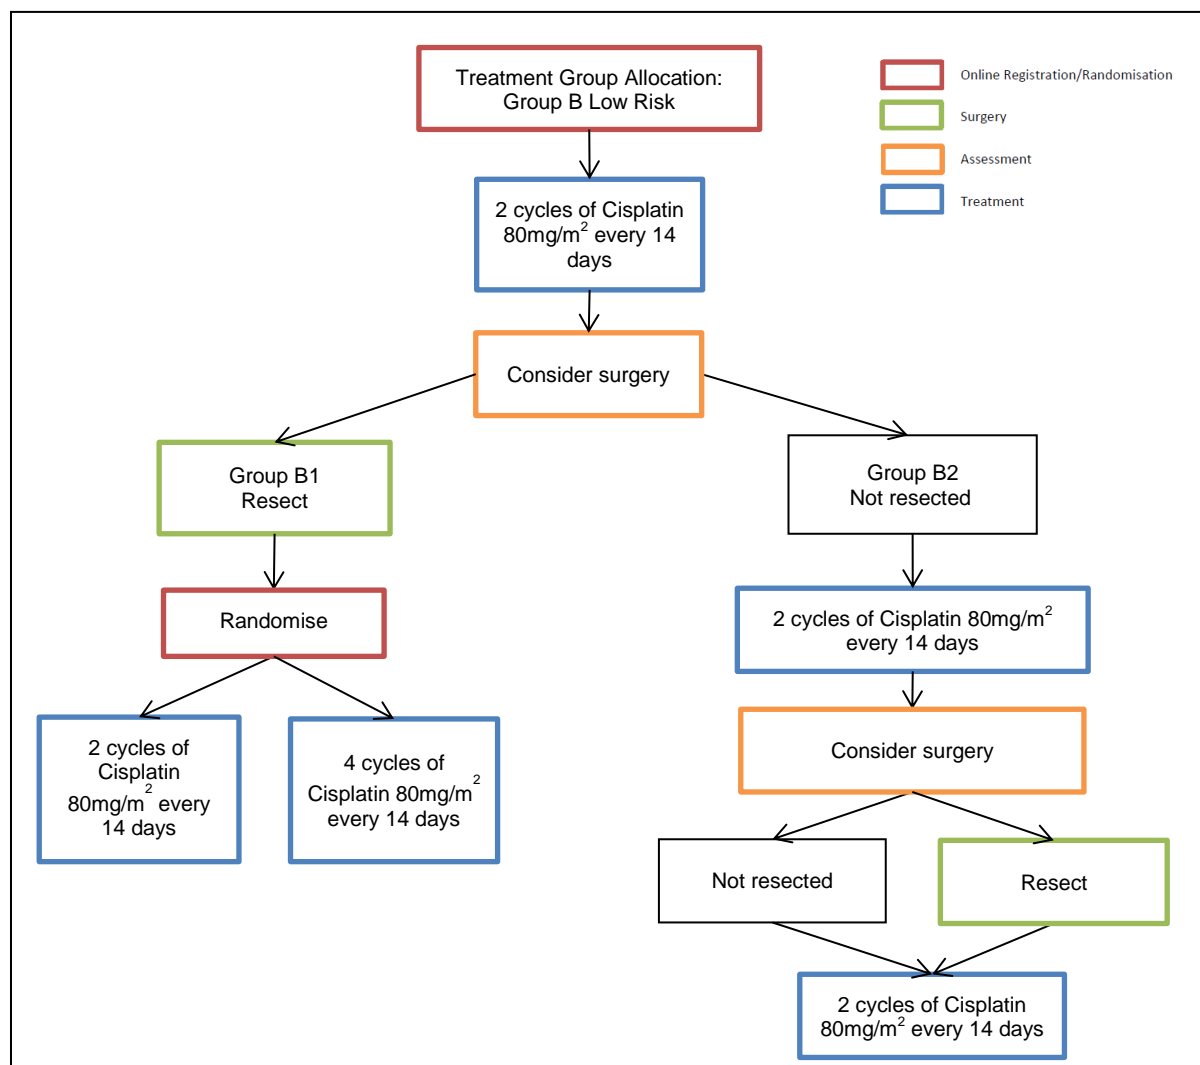 Treatment Group Allocation:
Group B Low Risk
Online Registration/Randomisation
Surgery
Assessment
Treatment
2 cycles of Cisplatin
80mg/m² every 14
days
Consider surgery
Group B1
Resect
Group B2
Not resected
Randomise
2 cycles of Cisplatin 80mg/m²
every 14 days
2 cycles of
Cisplatin
80mg/m² every
14 days
4 cycles of
Cisplatin 80mg/m²
every 14 days
Consider surgery
Not resected
Resect
2 cycles of Cisplatin
80mg/m² every 14 days